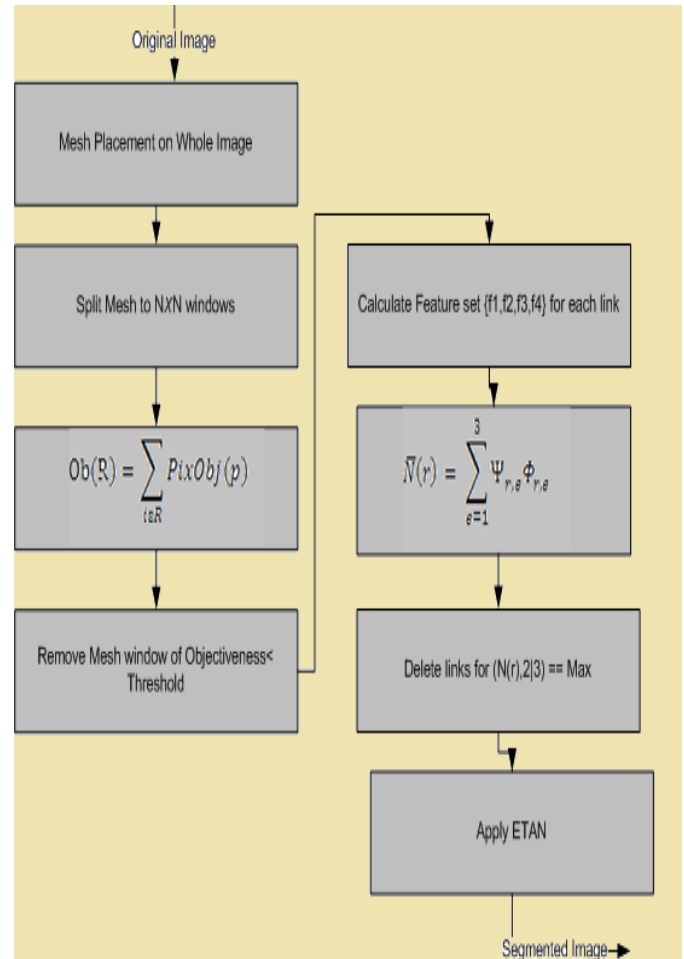 Original Image
Mesh Placement on Whole Image
Split Mesh to NXN windows
Ob(R) = ∑ PixObj(p)
iεR
Remove Mesh window of Objectiveness<
Threshold
Calculate Feature set {f1,f2,f3,f4} for each link
3
N̄(r) = ∑ Ψr,e Φr,e
e=1
Delete links for (N(r),2|3) == Max
Apply ETAN
Segmented Image